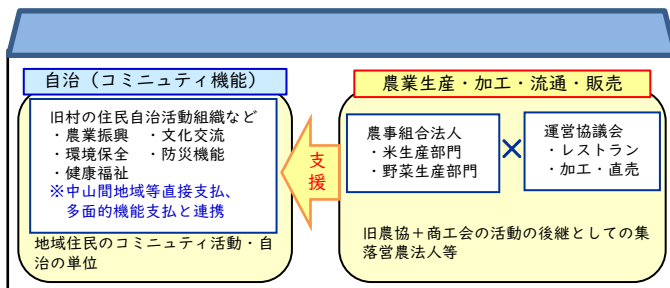 自治（コミニュティ機能）
旧村の住民自治活動組織など
・農業振興　・文化交流
・環境保全　・防災機能
・健康福祉
※中山間地域等直接支払、
多面的機能支払と連携
地域住民のコミュニティ活動・自
治の単位
支援
農業生産・加工・流通・販売
農事組合法人
・米生産部門
・野菜生産部門
×
運営協議会
・レストラン
・加工・直売
旧農協＋商工会の活動の後継としての集
落営農法人等